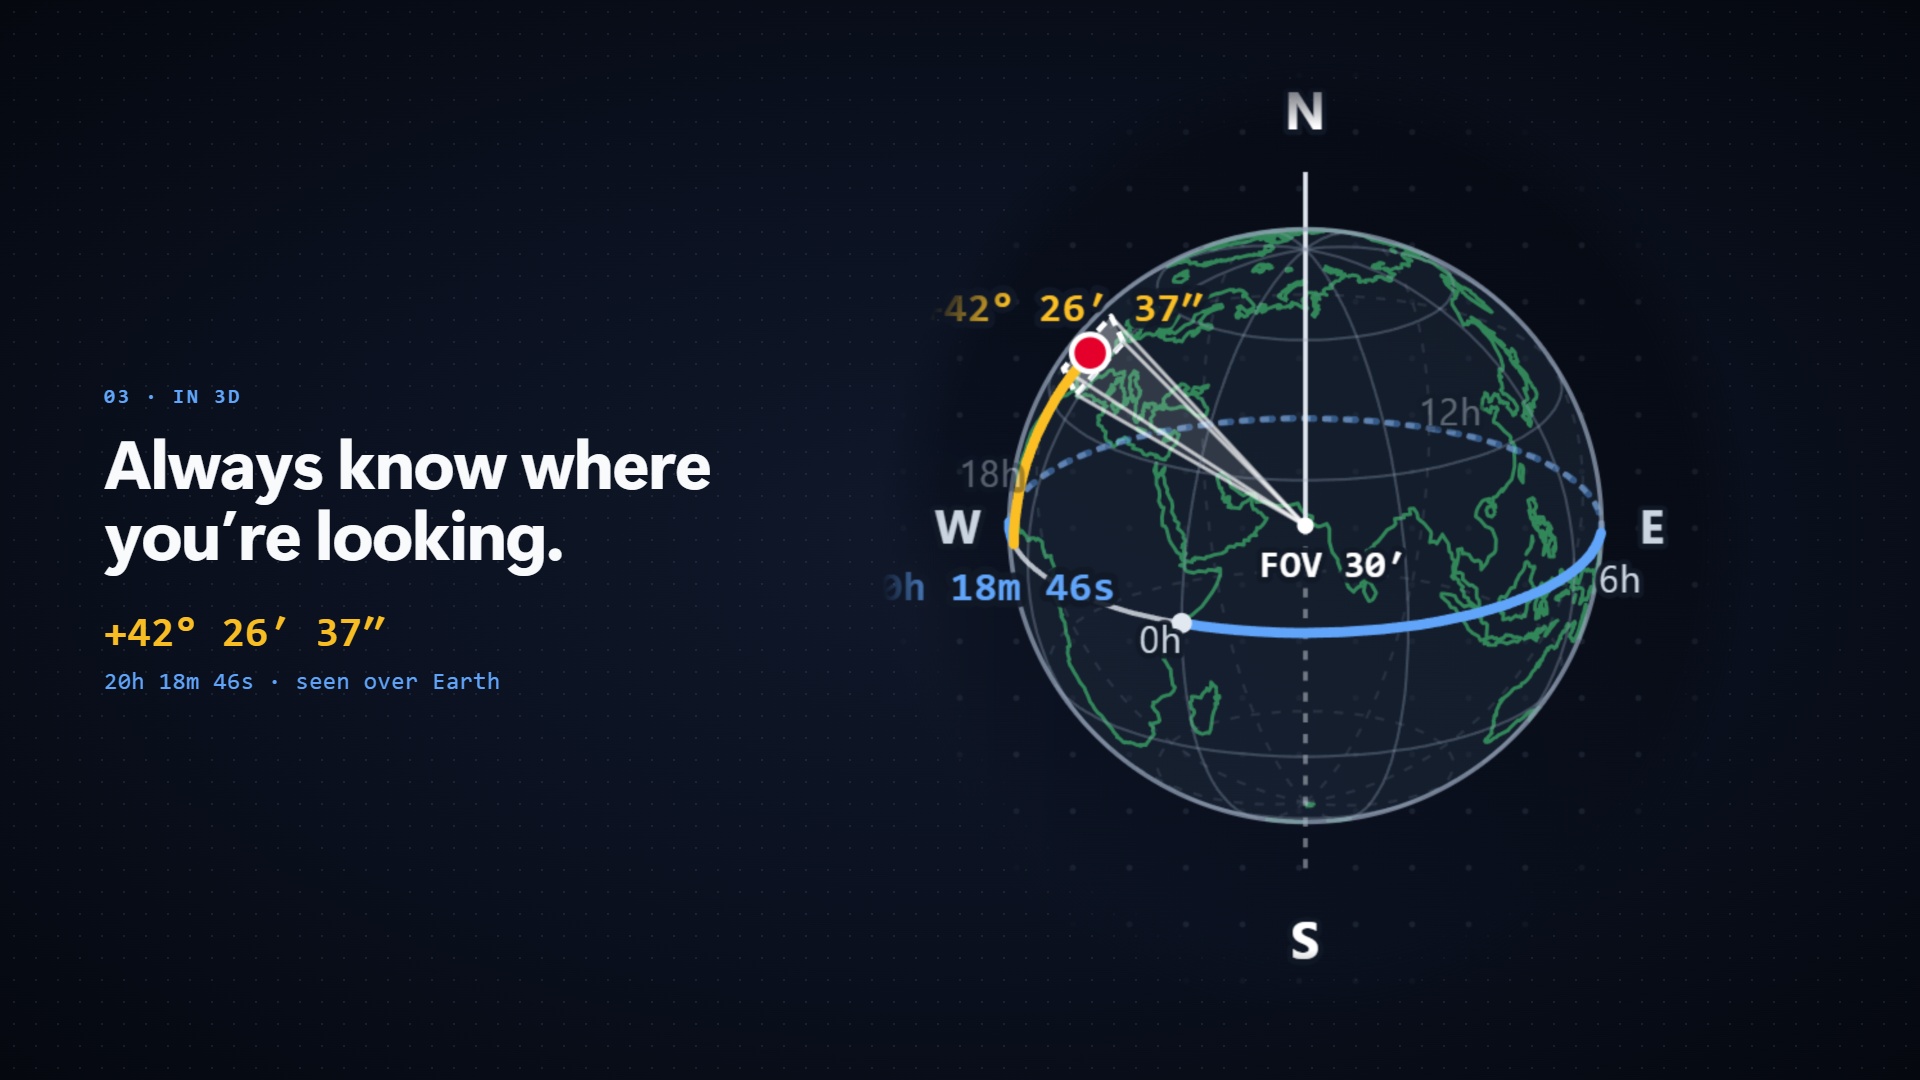 03 · IN 3D
Always know where
you’re looking.
+42° 26′ 37″
20h 18m 46s · seen over Earth
N
42° 26′ 37″
12h
18h
W
E
FOV 30′
6h
0h 18m 46s
0h
S